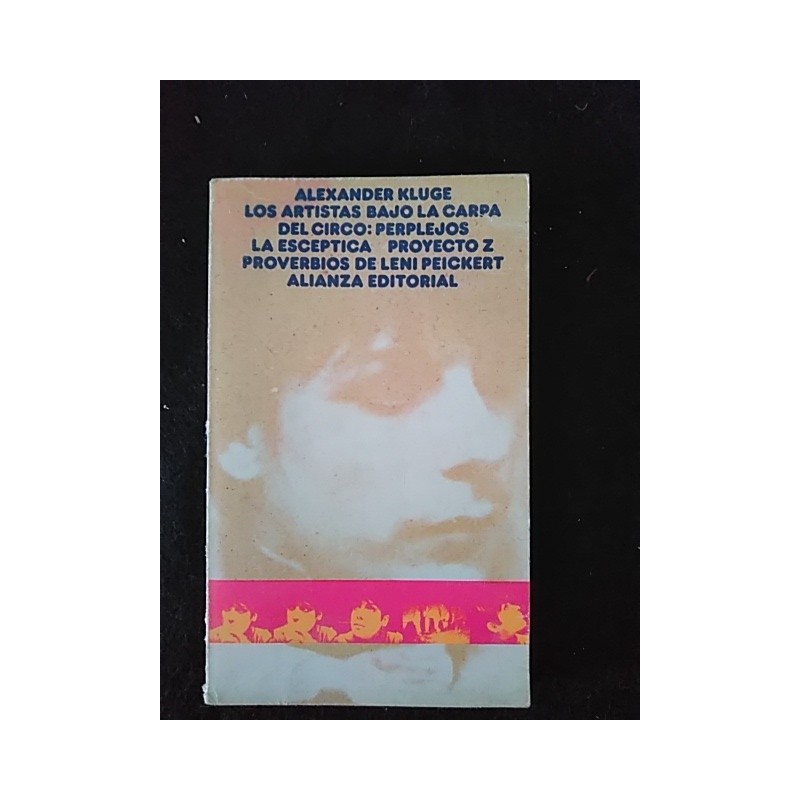 ALEXANDER KLUGE
LOS ARTISTAS BAJO LA CARPA
DEL CIRCO: PERPLEJOS
LA ESCEPTICA PROYECTO Z
PROVERBIOS DE LENI PEICKERT
ALIANZA EDITORIAL